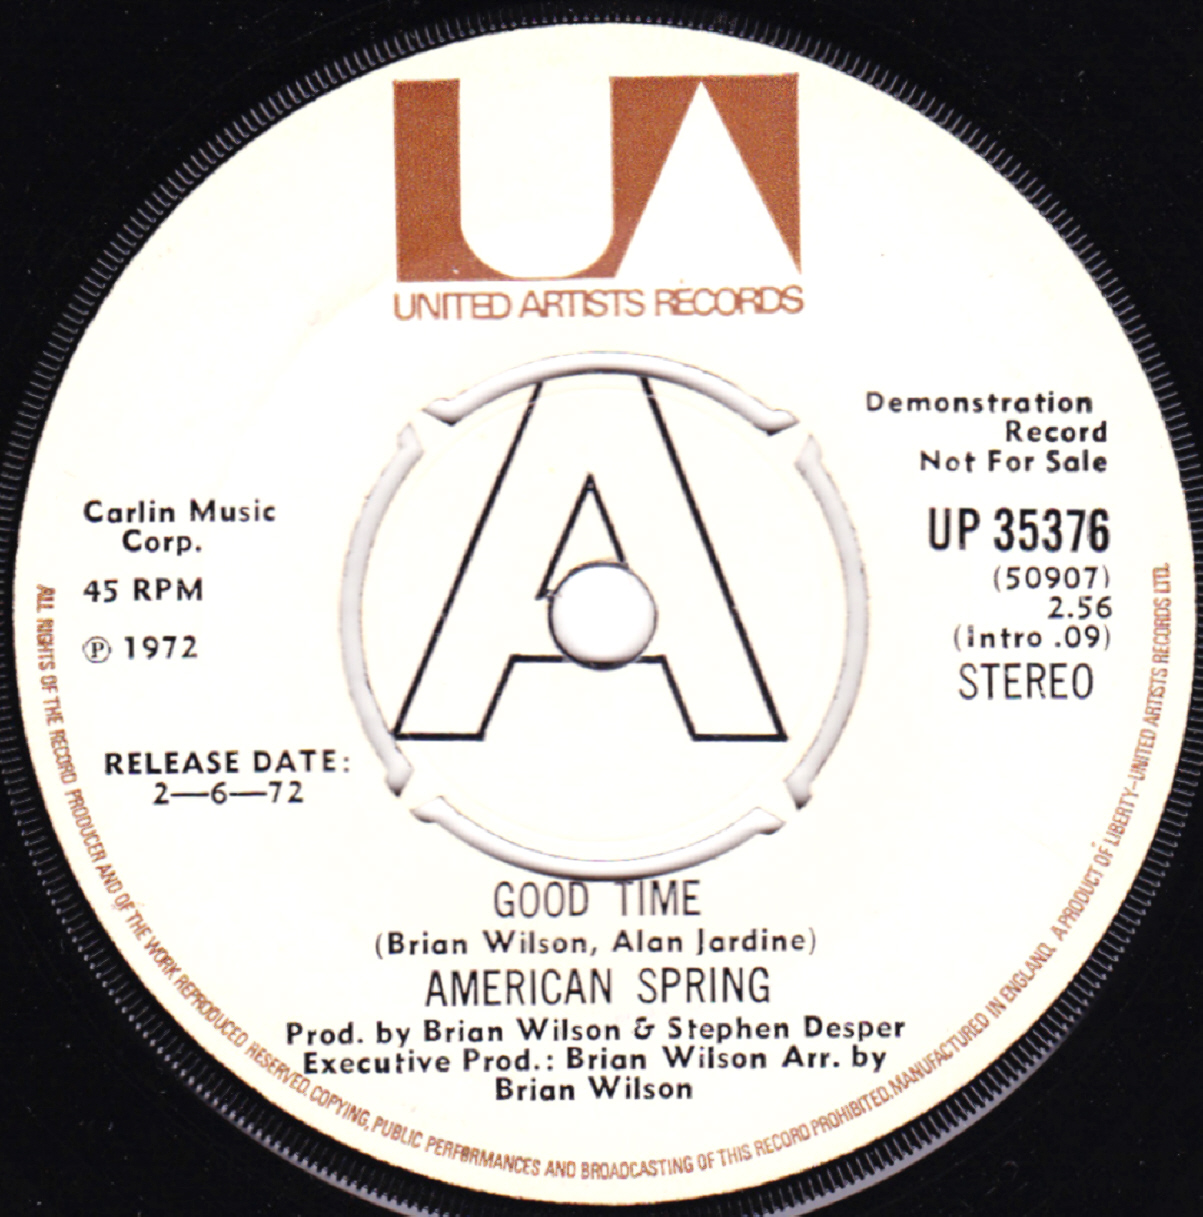 UA
UNITED ARTISTS RECORDS
Demonstration
Record
Not For Sale
UP 35376
(50907)
2.56
(Intro .09)
STEREO
Carlin Music
Corp.
45 RPM
Ⓟ 1972
RELEASE DATE:
2—6—72
A
GOOD TIME
(Brian Wilson, Alan Jardine)
AMERICAN SPRING
Prod. by Brian Wilson & Stephen Desper
Executive Prod.: Brian Wilson Arr. by
Brian Wilson
ALL RIGHTS OF THE RECORD PRODUCER AND OF THE WORK REPRODUCED RESERVED. COPYING, PUBLIC PERFORMANCES AND BROADCASTING OF THIS RECORD PROHIBITED. MANUFACTURED IN ENGLAND. A PRODUCT OF LIBERTY–UNITED ARTISTS RECORDS LTD.